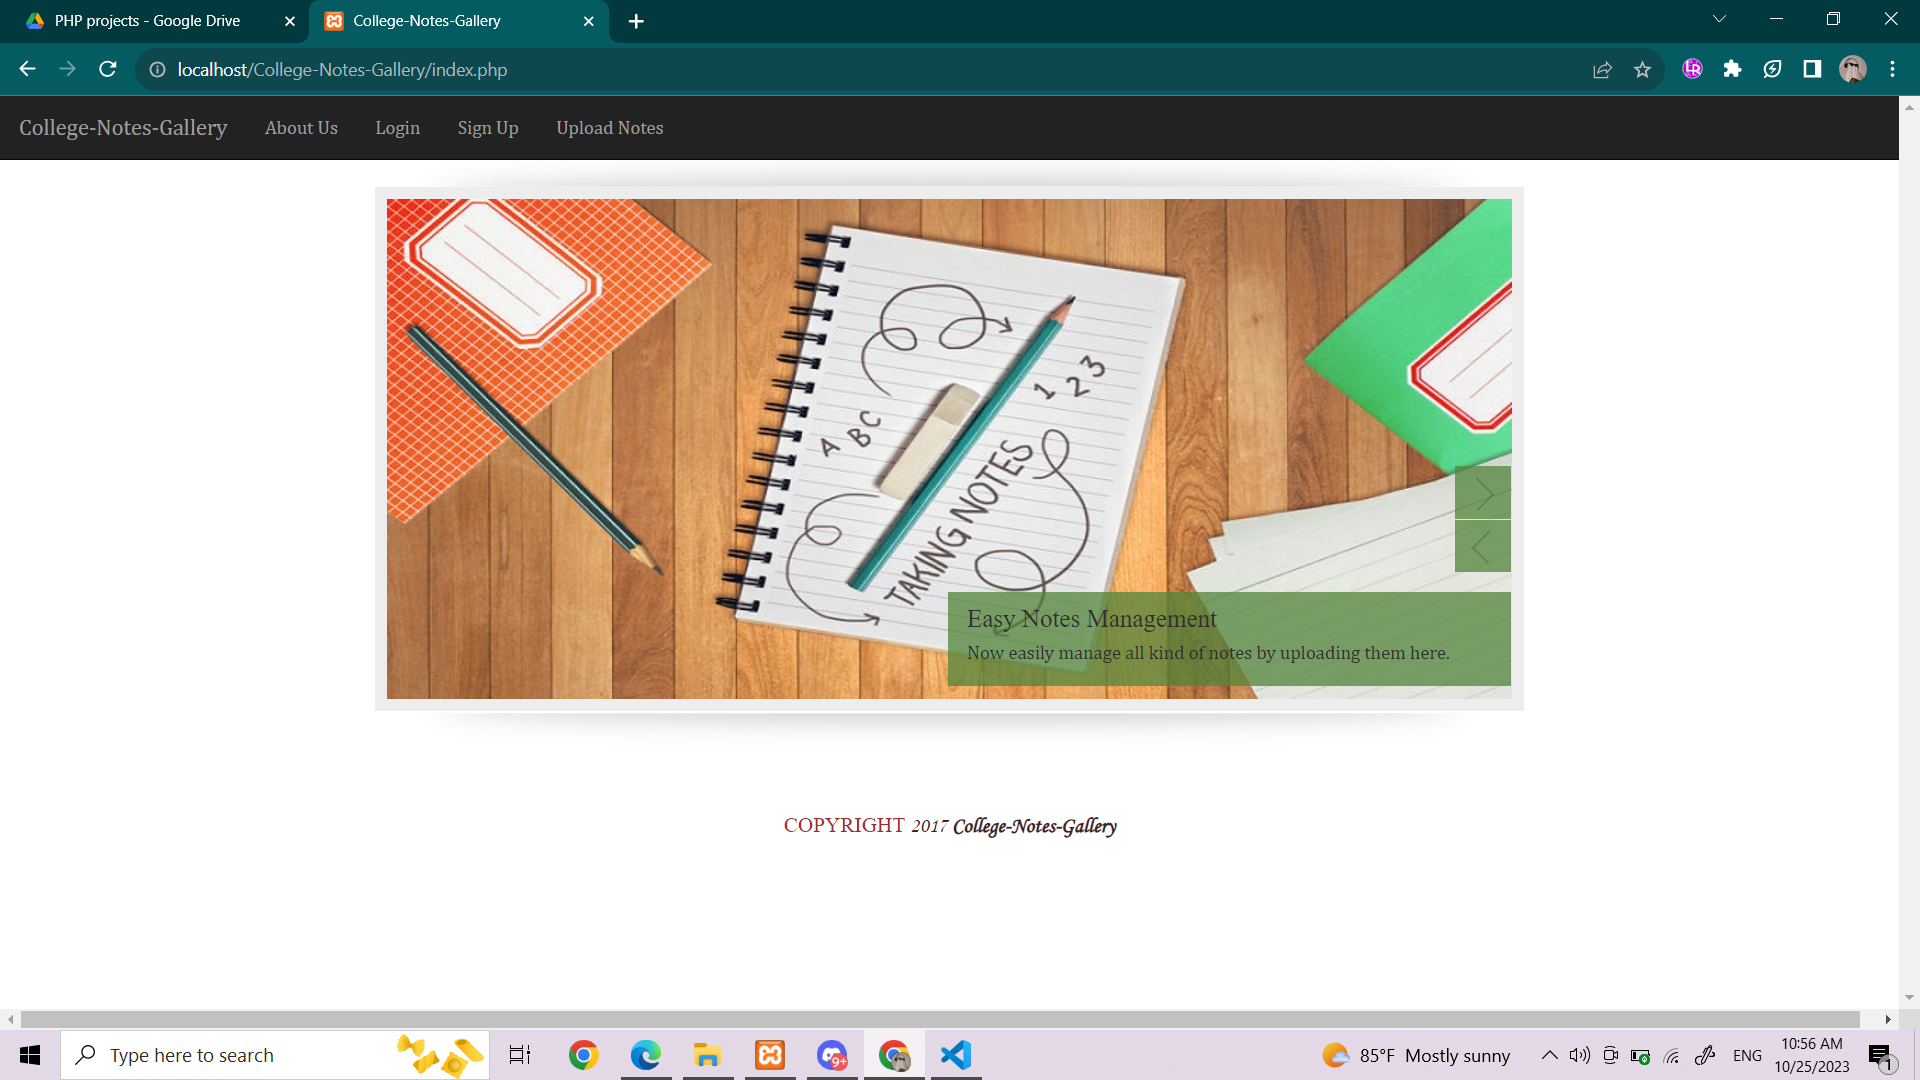 PHP projects - Google Drive
College-Notes-Gallery
localhost/College-Notes-Gallery/index.php
College-Notes-Gallery About Us Login Sign Up Upload Notes
1 2 3
A B C
TAKING NOTES
Easy Notes Management
Now easily manage all kind of notes by uploading them here.
COPYRIGHT 2017 College-Notes-Gallery
Type here to search
9+
85°F Mostly sunny
ENG
10:56 AM
10/25/2023
1